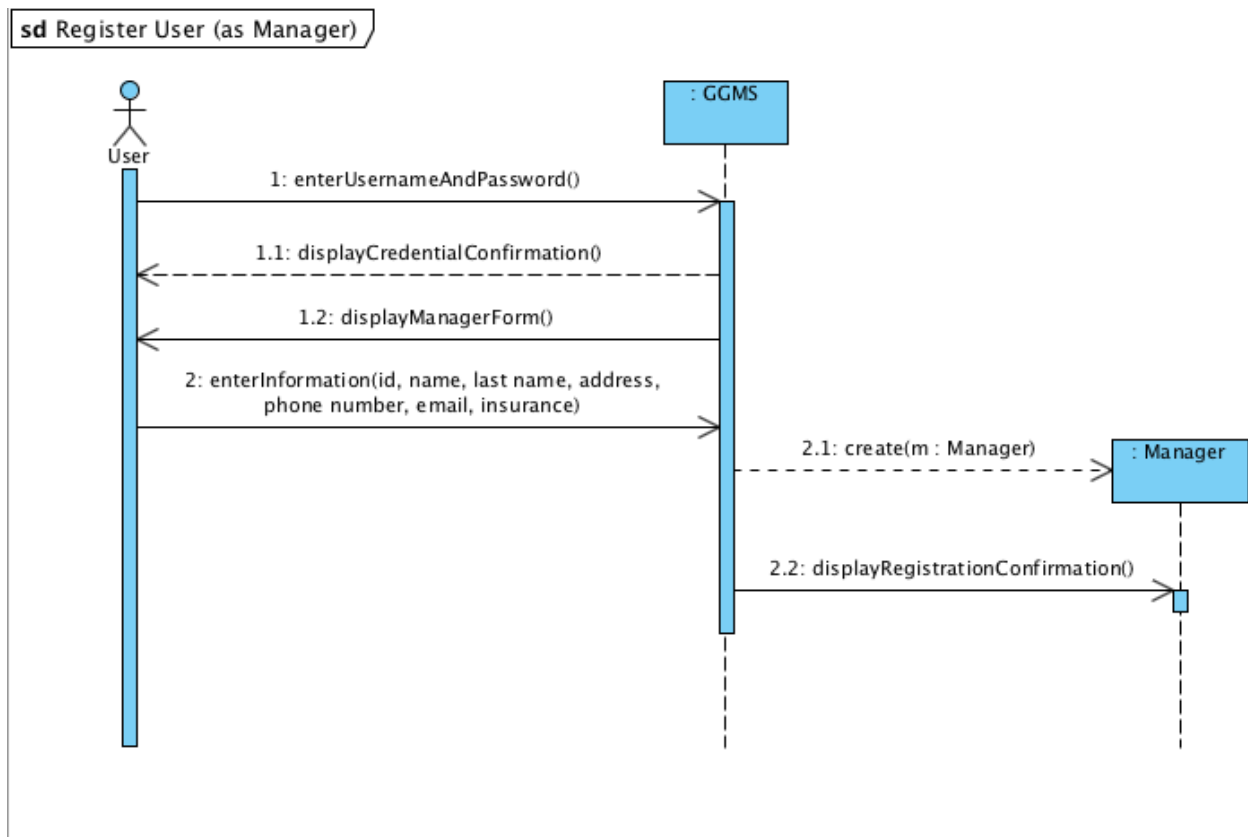 sd Register User (as Manager)
: GGMS
User
1: enterUsernameAndPassword()
1.1: displayCredentialConfirmation()
1.2: displayManagerForm()
2: enterInformation(id, name, last name, address,
phone number, email, insurance)
2.1: create(m : Manager)
: Manager
2.2: displayRegistrationConfirmation()